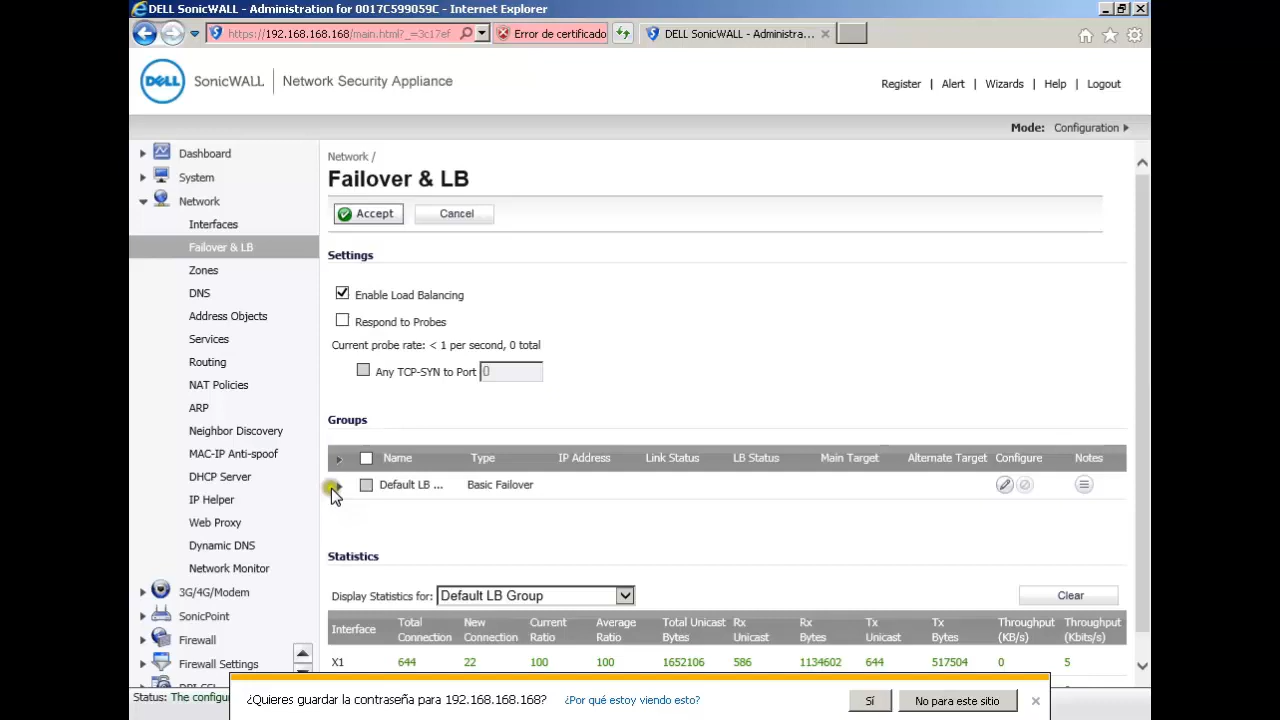 DELL SonicWALL - Administration for 0017C599059C - Internet Explorer
https://192.168.168.168/main.html?_=3c17ef Error de certificado DELL SonicWALL - Administra...
DELL SonicWALL Network Security Appliance
Register | Alert | Wizards | Help | Logout
Mode: Configuration
Dashboard
System
Network
Interfaces
Failover & LB
Zones
DNS
Address Objects
Services
Routing
NAT Policies
ARP
Neighbor Discovery
MAC-IP Anti-spoof
DHCP Server
IP Helper
Web Proxy
Dynamic DNS
Network Monitor
3G/4G/Modem
SonicPoint
Firewall
Firewall Settings
Status: The configu
Network /
Failover & LB
Accept Cancel
Settings
Enable Load Balancing
Respond to Probes
Current probe rate: < 1 per second, 0 total
Any TCP-SYN to Port 0
Groups
Name Type IP Address Link Status LB Status Main Target Alternate Target Configure Notes
Default LB ... Basic Failover
Statistics
Display Statistics for: Default LB Group Clear
Interface Total Connection New Connection Current Ratio Average Ratio Total Unicast Bytes Rx Unicast Rx Bytes Tx Unicast Tx Bytes Throughput (KB/s) Throughput (Kbits/s)
X1 644 22 100 100 1652106 586 1134602 644 517504 0 5
¿Quieres guardar la contraseña para 192.168.168.168? ¿Por qué estoy viendo esto? Sí No para este sitio